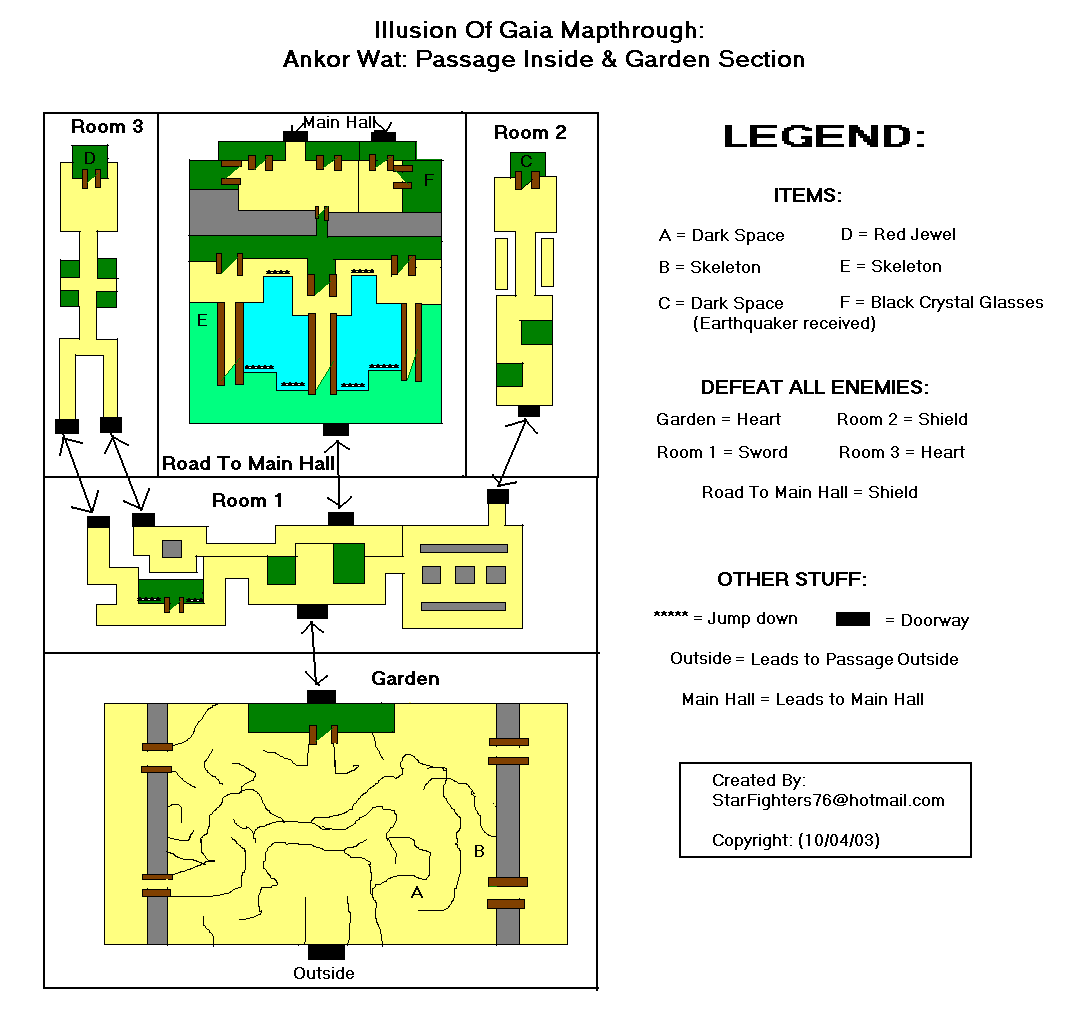 Illusion Of Gaia Mapthrough:
Ankor Wat: Passage Inside & Garden Section
Room 3
D
Main Hall
F
E
Road To Main Hall
Room 2
C
Room 1
Garden
B
A
Outside
LEGEND:
ITEMS:
A = Dark Space
D = Red Jewel
B = Skeleton
E = Skeleton
C = Dark Space
(Earthquaker received)
F = Black Crystal Glasses
DEFEAT ALL ENEMIES:
Garden = Heart
Room 2 = Shield
Room 1 = Sword
Room 3 = Heart
Road To Main Hall = Shield
OTHER STUFF:
***** = Jump down
= Doorway
Outside = Leads to Passage Outside
Main Hall = Leads to Main Hall
Created By:
StarFighters76@hotmail.com
Copyright: (10/04/03)